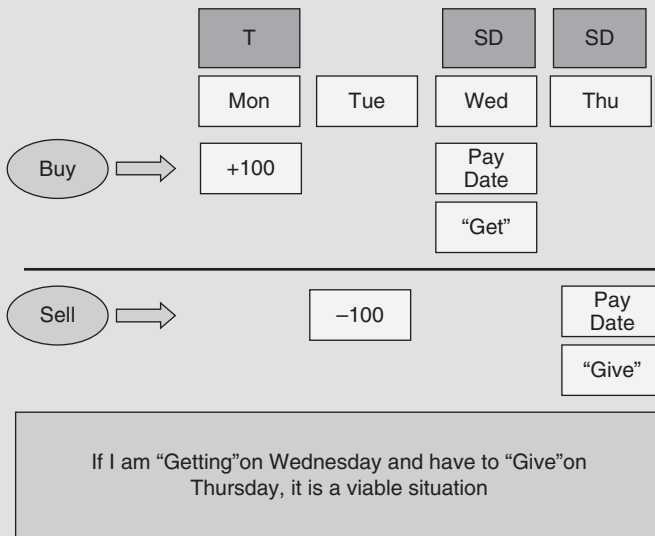 T SD SD
Mon Tue Wed Thu
Buy +100 Pay
Date
“Get”
Sell –100 Pay
Date
“Give”
If I am “Getting”on Wednesday and have to “Give”on
Thursday, it is a viable situation